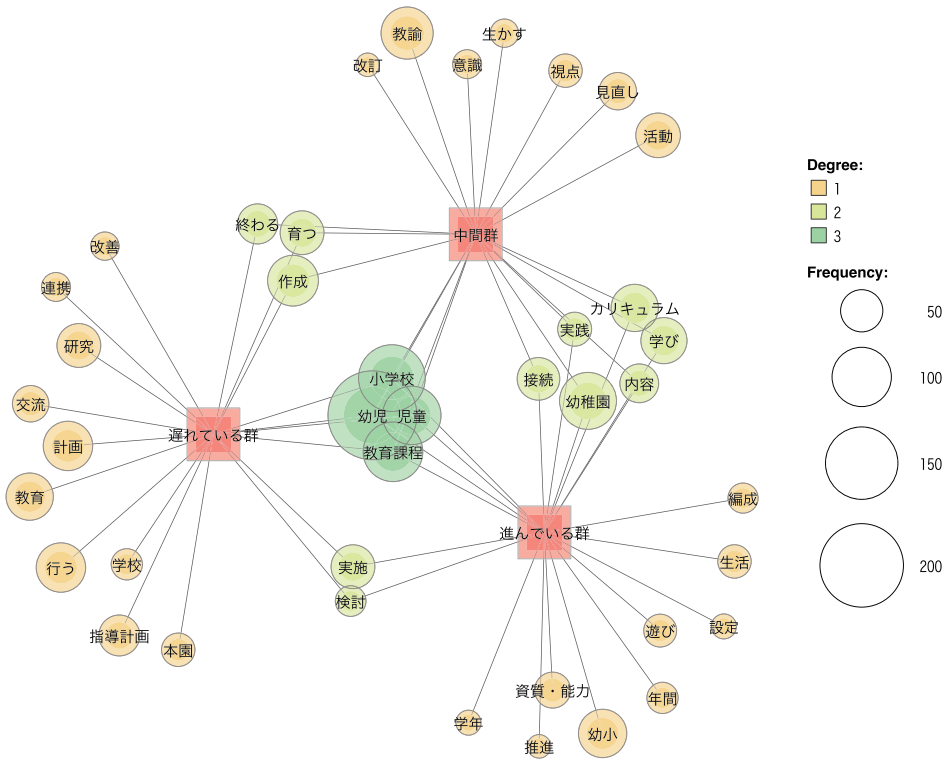 教諭
生かす
改訂
意識
視点
見直し
活動
Degree:
1
2
3
終わる
育つ
中間群
改善
作成
連携
Frequency:
カリキュラム
50
実践
学び
研究
小学校
接続
内容
100
交流
幼児
児童
幼稚園
遅れている群
計画
教育課程
150
教育
編成
進んでいる群
行う
学校
実施
生活
200
検討
指導計画
本園
遊び
設定
資質・能力
年間
学年
幼小
推進